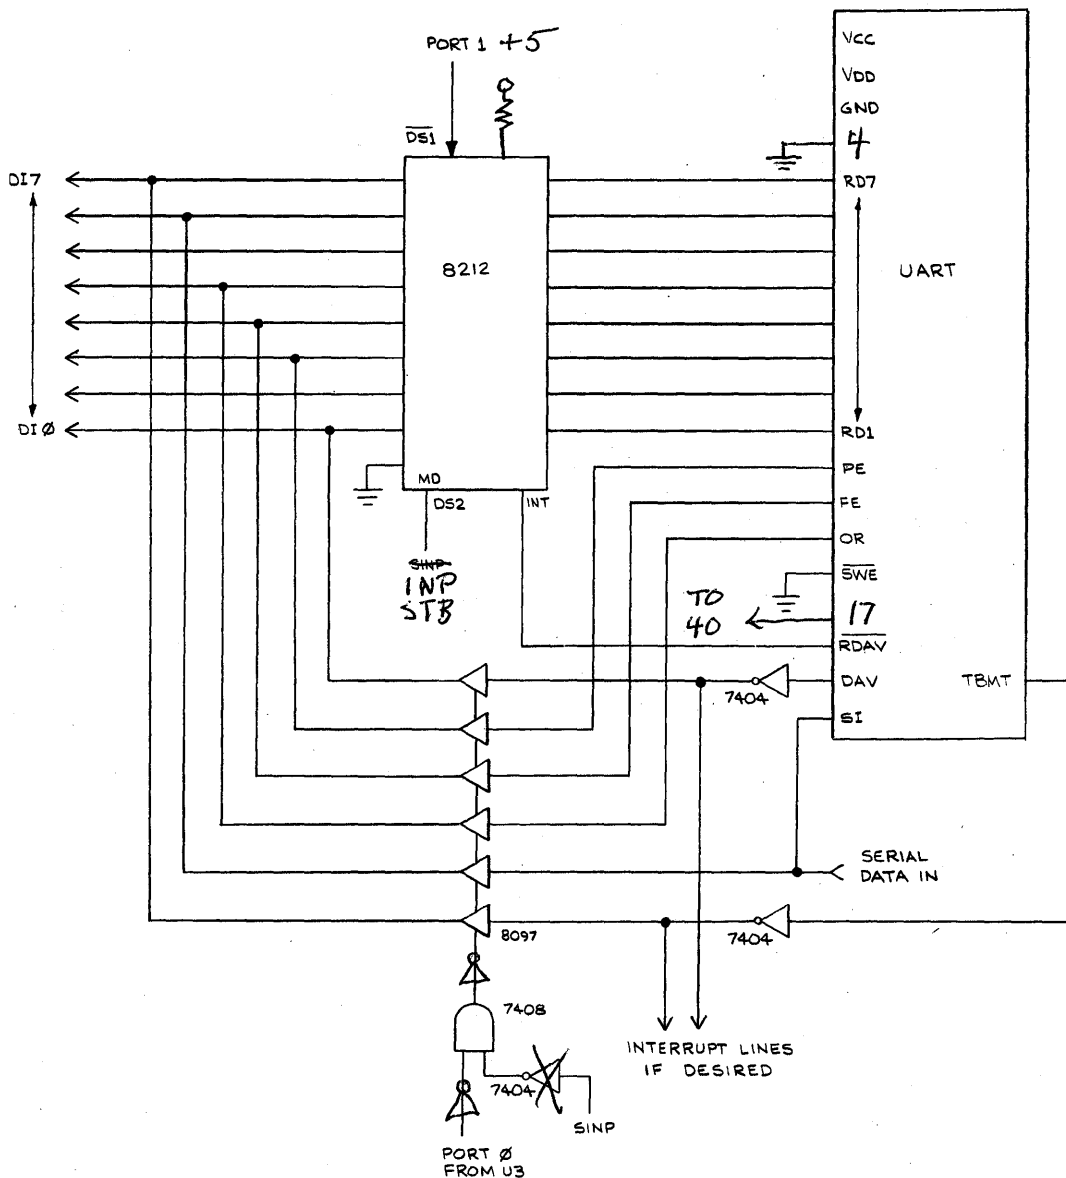 PORT 1 +5
VCC
VDD
GND
4
DS1
DI7
RD7
8212
UART
DIØ
RD1
MD
PE
DS2
INT
FE
OR
SINP
INP
STB
SWE
TO
40
17
RDAV
DAV
TBMT
7404
SI
SERIAL
DATA IN
8097
7404
7408
INTERRUPT LINES
IF DESIRED
7404
SINP
PORT Ø
FROM U3